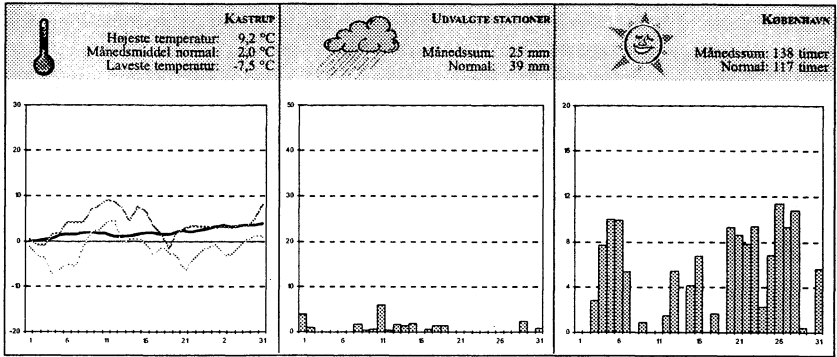 KASTRUP
Højeste temperatur: 9,2 °C
Månedsmiddel normal: 2,0 °C
Laveste temperatur: -7,5 °C
30
20
10
0
-10
-20
1 6 11 16 21 2 31
UDVALGTE STATIONER
Månedssum: 25 mm
Normal: 39 mm
50
40
30
20
10
0
1 6 11 16 21 26 31
KØBENHAVN
Månedssum: 138 timer
Normal: 117 timer
20
16
12
8
4
0
1 6 11 16 21 26 31